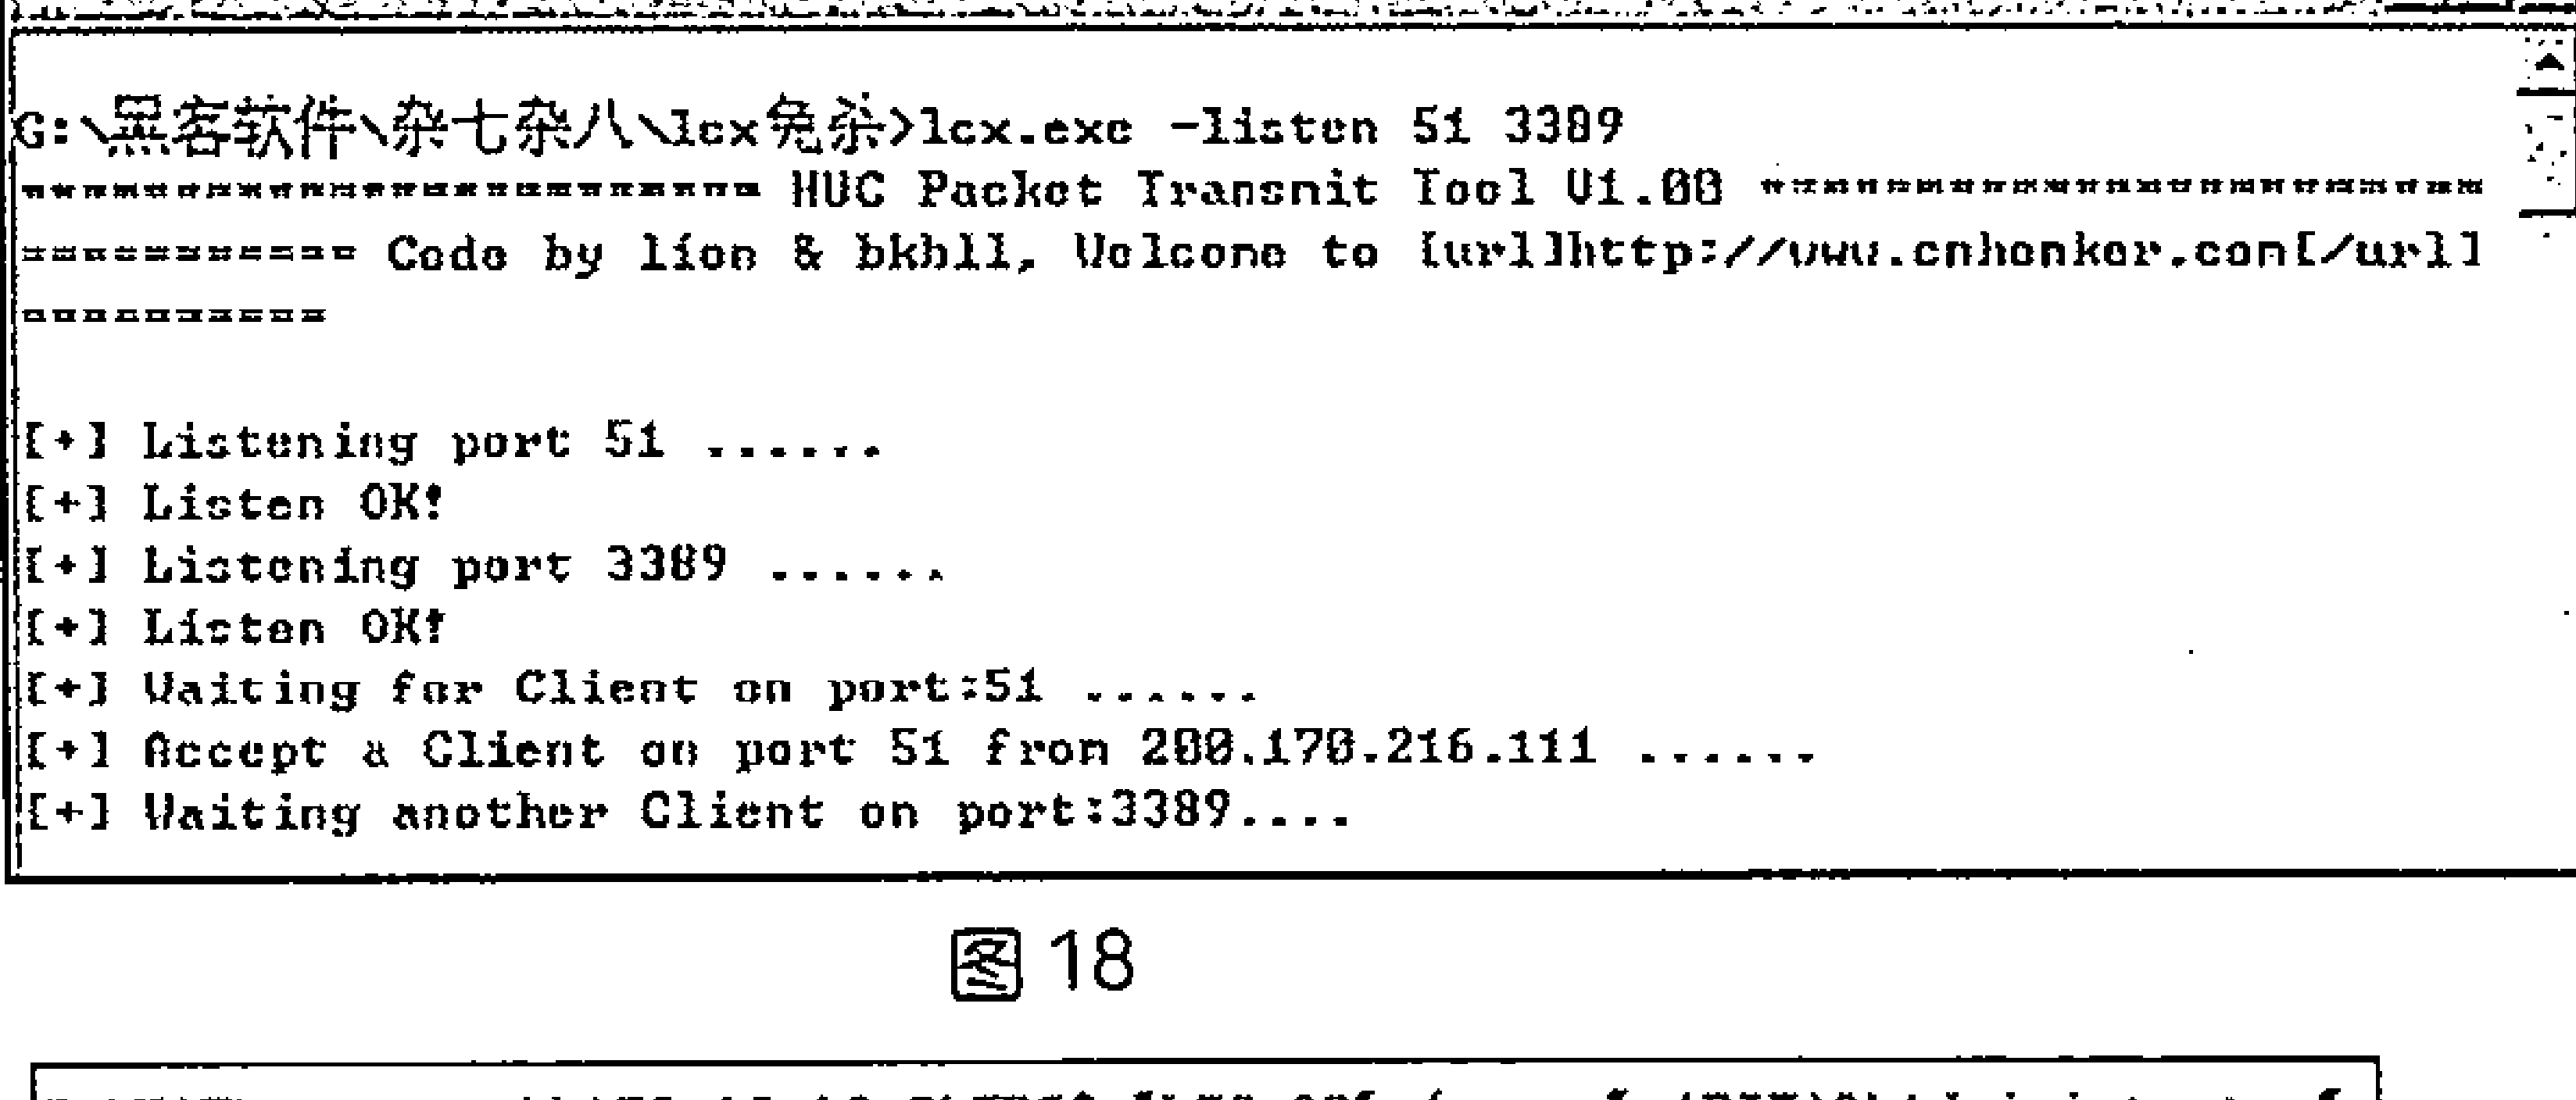 G:\黑客软件\杂七杂八\lcx免杀>lcx.exe -listen 51 3389
======================== HUC Packet Transmit Tool V1.00 ========================
=========== Code by lion & bkbll, Welcome to [url]http://www.cnhonker.com[/url]
==========
[+] Listening port 51 ......
[+] Listen OK!
[+] Listening port 3389 ......
[+] Listen OK!
[+] Waiting for Client on port:51 ......
[+] Accept a Client on port 51 from 200.170.216.111 ......
[+] Waiting another Client on port:3389....
图 18